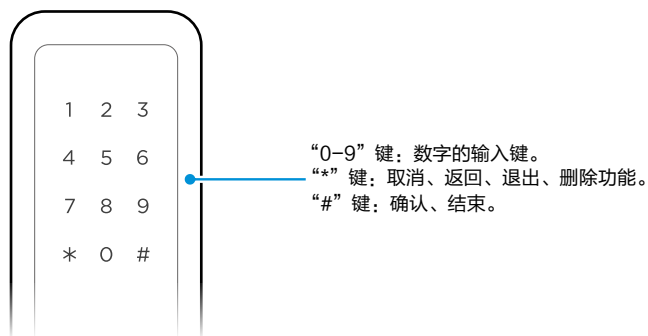 1 2 3
4 5 6
7 8 9
* 0 #
“0-9”键：数字的输入键。
“*”键：取消、返回、退出、删除功能。
“#”键：确认、结束。